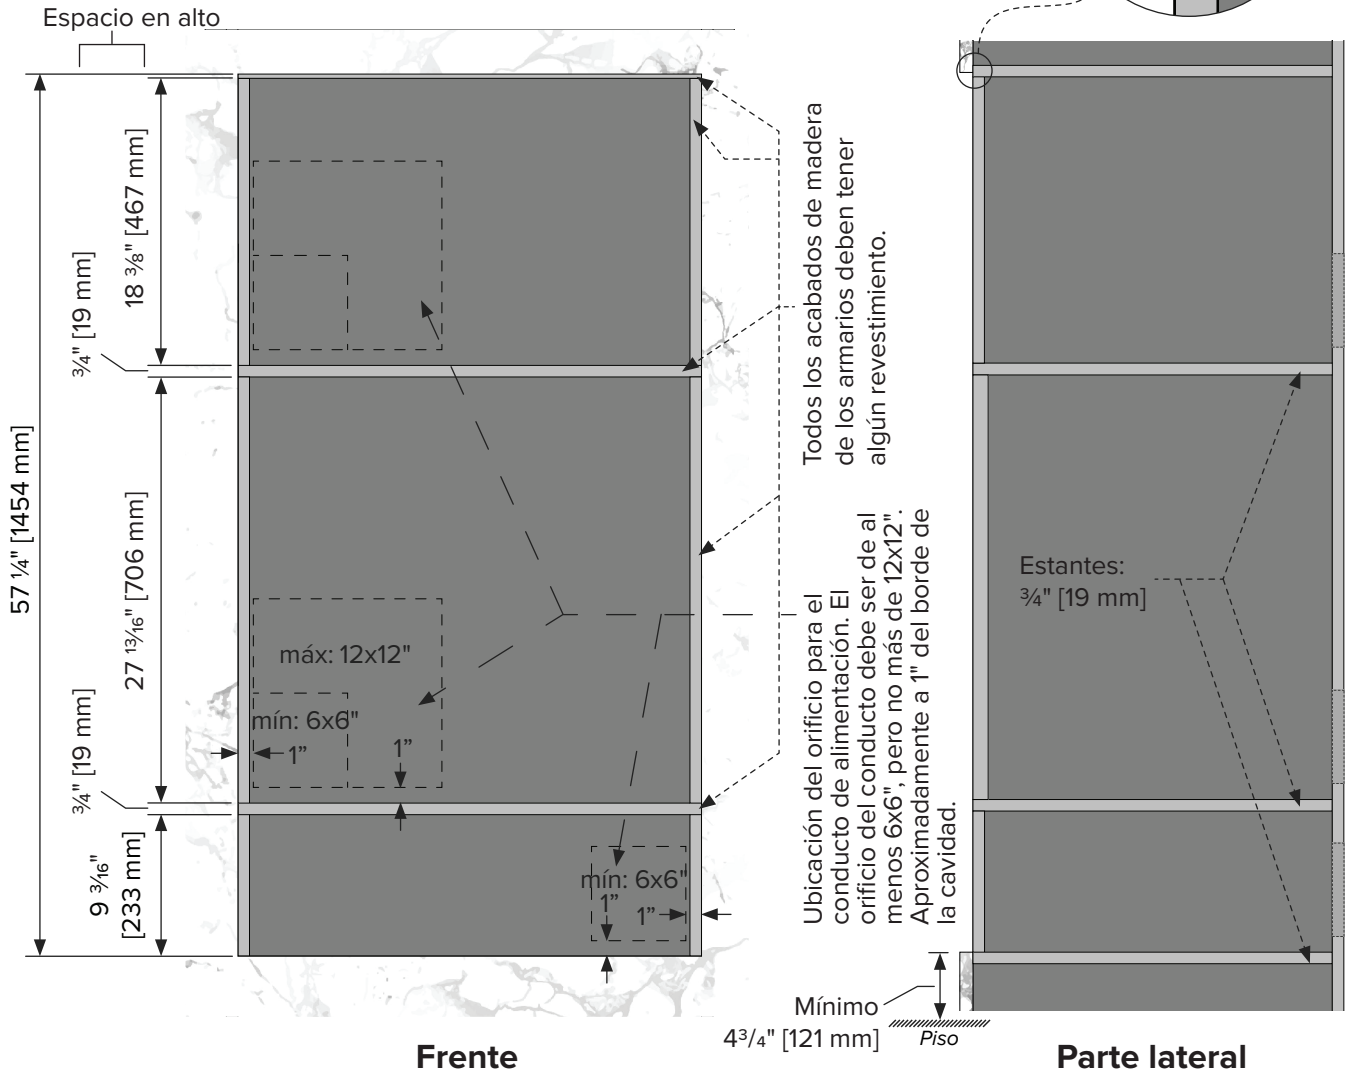 Espacio en alto
57 ¼" [1454 mm]
18 ⅜" [467 mm]
¾" [19 mm]
27 ¹³⁄₁₆" [706 mm]
¾" [19 mm]
9 ³⁄₁₆"
[233 mm]
máx: 12x12"
mín: 6x6"
1”
1”
mín: 6x6"
1”
1”
Todos los acabados de madera
de los armarios deben tener
algún revestimiento.
Ubicación del orificio para el
conducto de alimentación. El
orificio del conducto debe ser de al
menos 6x6", pero no más de 12x12".
Aproximadamente a 1" del borde de
la cavidad.
Estantes:
¾" [19 mm]
Mínimo
4³/₄" [121 mm]
Piso
Frente
Parte lateral